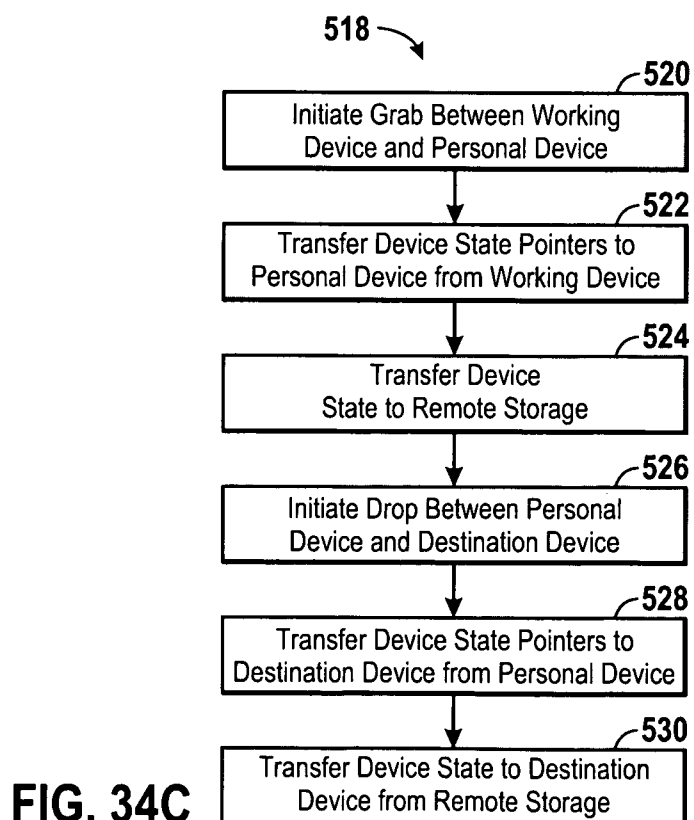 518
520
Initiate Grab Between Working
Device and Personal Device
522
Transfer Device State Pointers to
Personal Device from Working Device
524
Transfer Device
State to Remote Storage
526
Initiate Drop Between Personal
Device and Destination Device
528
Transfer Device State Pointers to
Destination Device from Personal Device
530
Transfer Device State to Destination
Device from Remote Storage
FIG. 34C